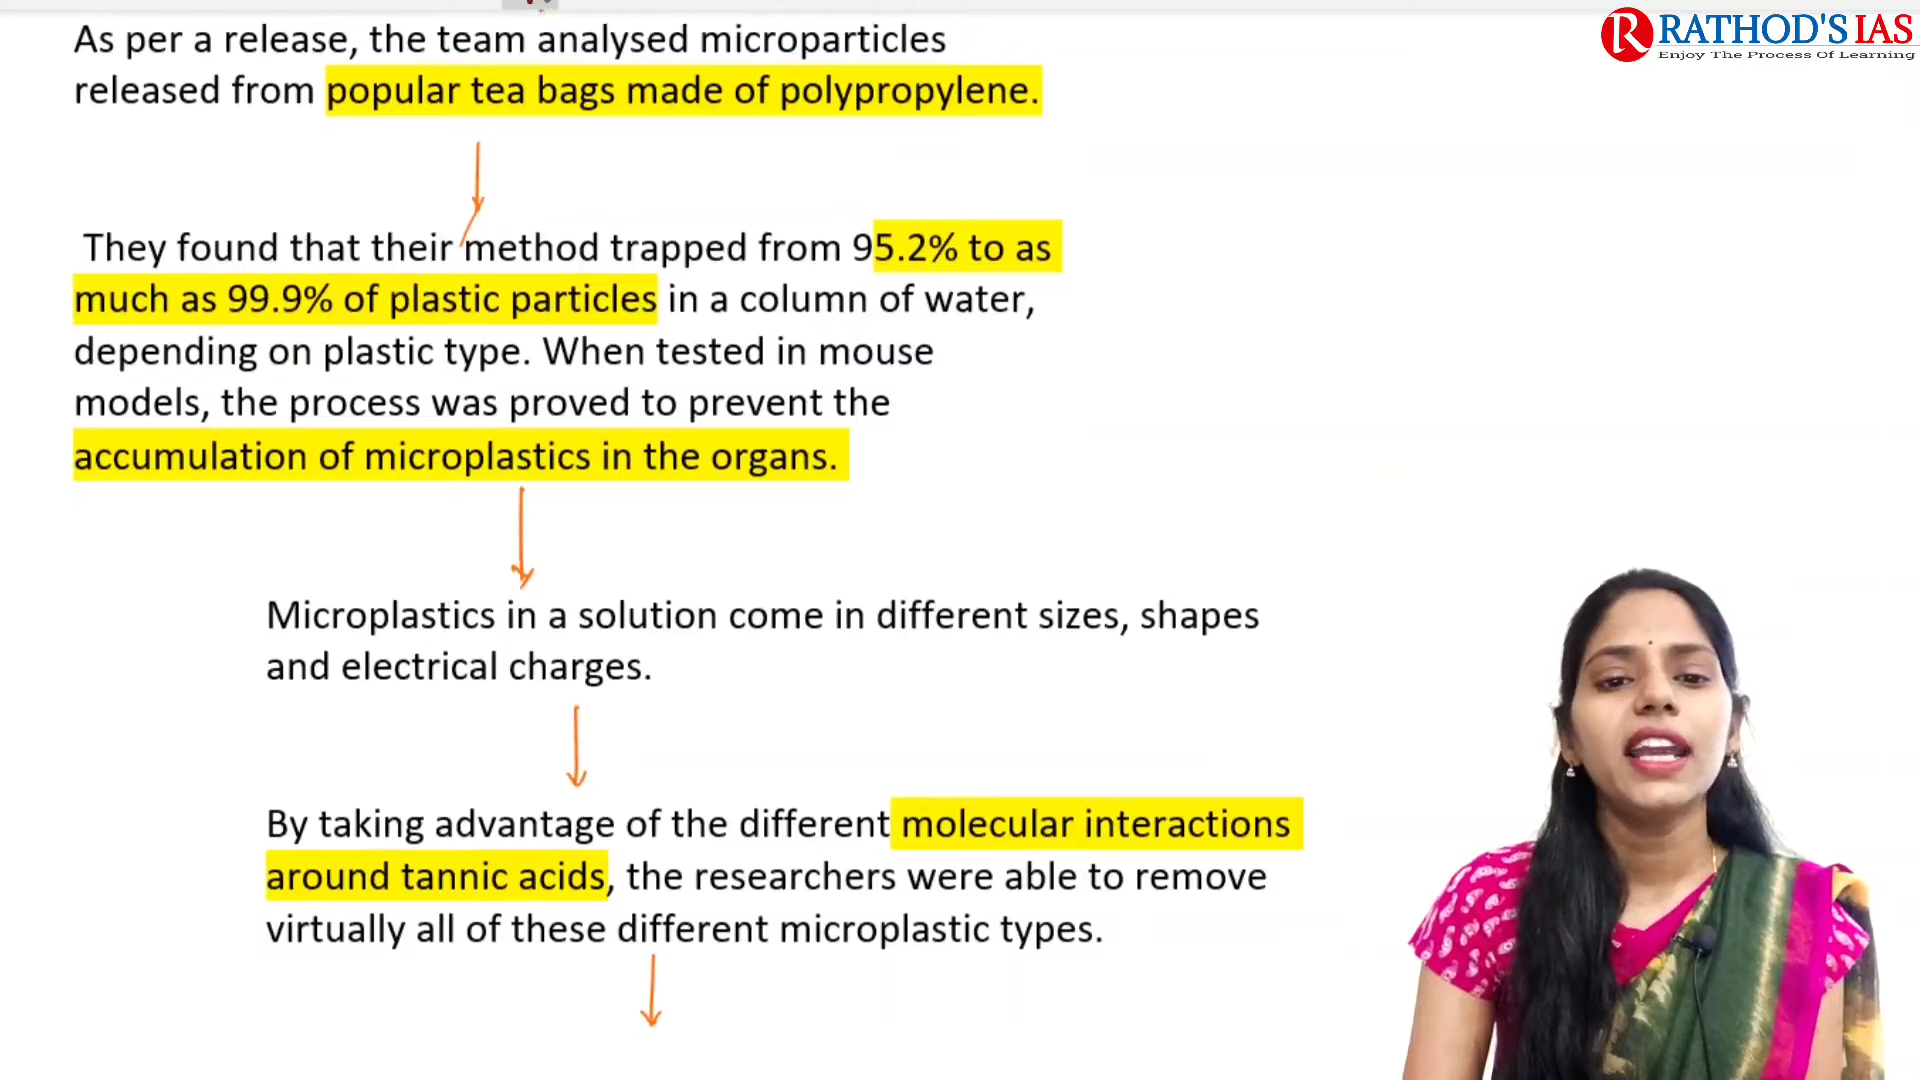 RATHOD'S IAS
Enjoy The Process Of Learning
As per a release, the team analysed microparticles
released from popular tea bags made of polypropylene.
They found that their method trapped from 95.2% to as
much as 99.9% of plastic particles in a column of water,
depending on plastic type. When tested in mouse
models, the process was proved to prevent the
accumulation of microplastics in the organs.
Microplastics in a solution come in different sizes, shapes
and electrical charges.
By taking advantage of the different molecular interactions
around tannic acids, the researchers were able to remove
virtually all of these different microplastic types.